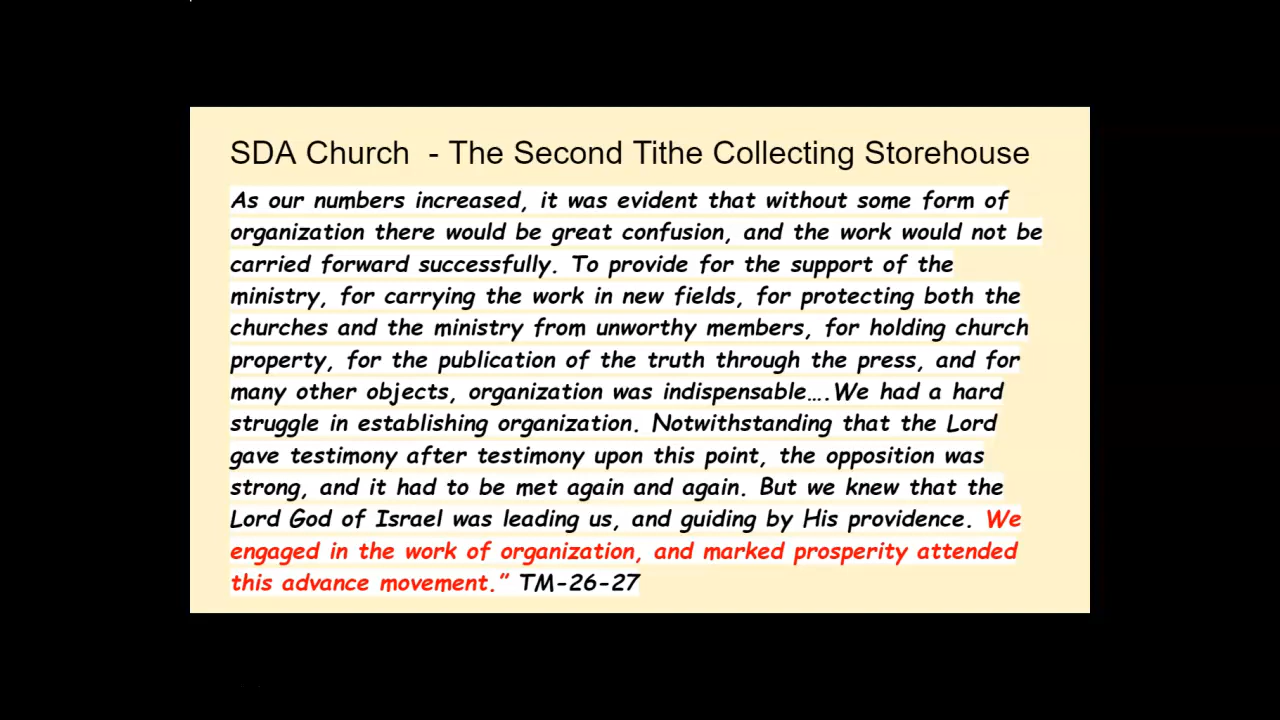 SDA Church - The Second Tithe Collecting Storehouse
As our numbers increased, it was evident that without some form of
organization there would be great confusion, and the work would not be
carried forward successfully. To provide for the support of the
ministry, for carrying the work in new fields, for protecting both the
churches and the ministry from unworthy members, for holding church
property, for the publication of the truth through the press, and for
many other objects, organization was indispensable….We had a hard
struggle in establishing organization. Notwithstanding that the Lord
gave testimony after testimony upon this point, the opposition was
strong, and it had to be met again and again. But we knew that the
Lord God of Israel was leading us, and guiding by His providence. We
engaged in the work of organization, and marked prosperity attended
this advance movement.” TM-26-27